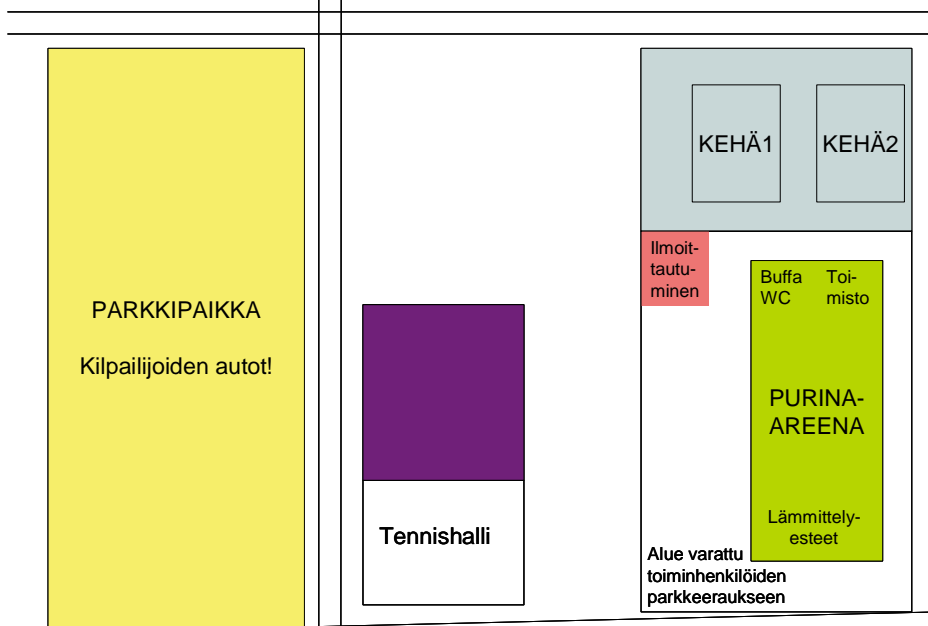 KEHÄ1
KEHÄ2
Ilmoit-
tautu-
minen
Buffa Toi-
WC misto
PARKKIPAIKKA
Kilpailijoiden autot!
PURINA-
AREENA
Lämmittely-
esteet
Tennishalli
Alue varattu
toiminhenkilöiden
parkkeeraukseen